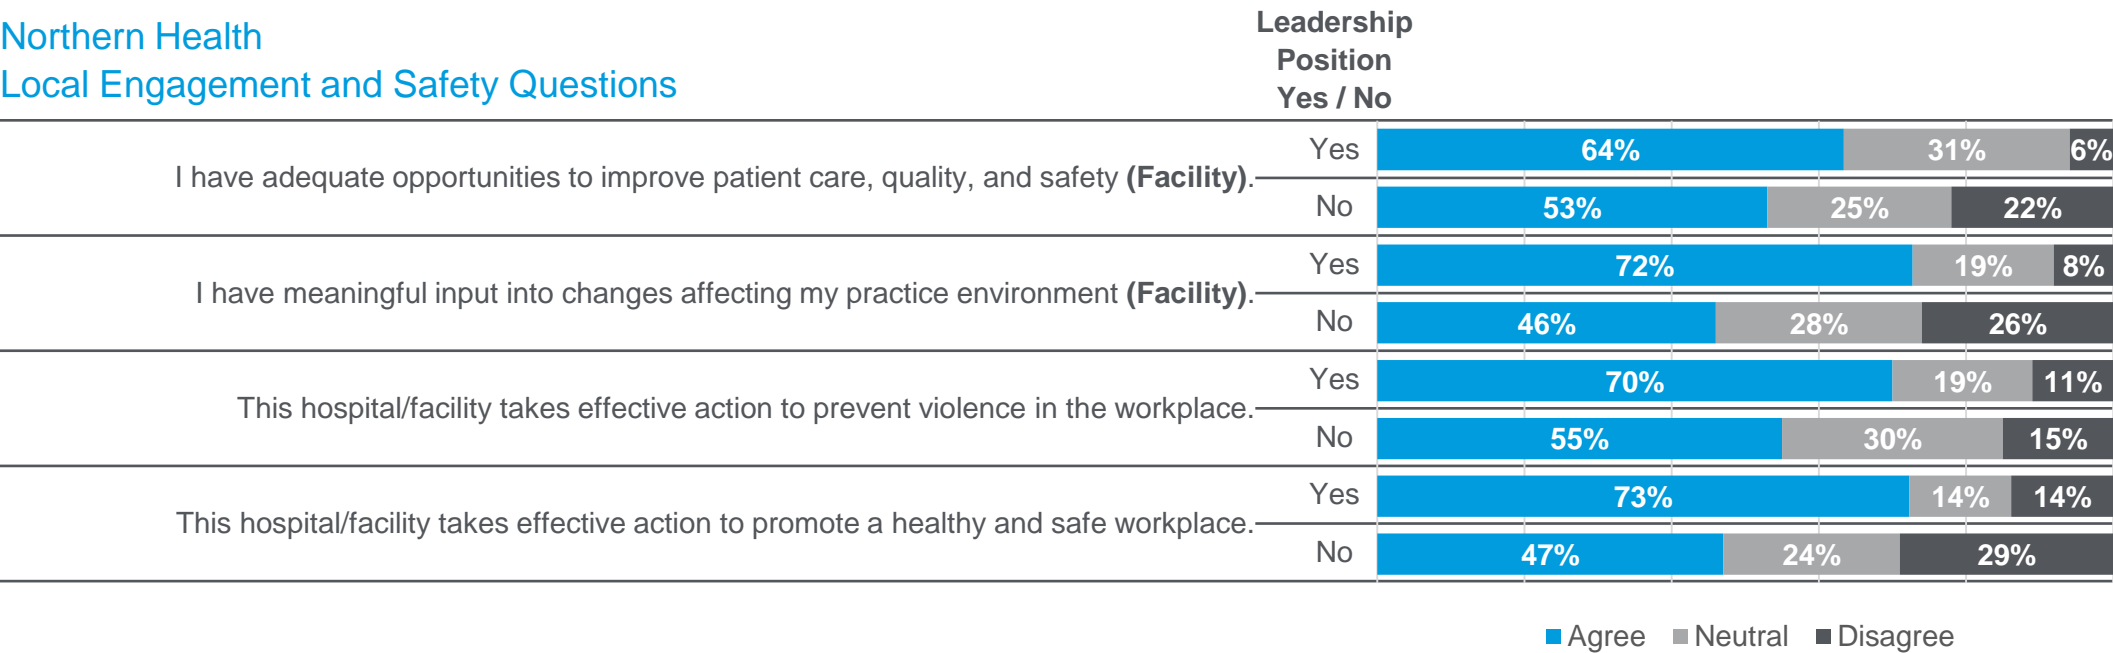 Northern Health
Local Engagement and Safety Questions
Leadership
Position
Yes / No
I have adequate opportunities to improve patient care, quality, and safety (Facility).
Yes
64% 31% 6%
No
53% 25% 22%
I have meaningful input into changes affecting my practice environment (Facility).
Yes
72% 19% 8%
No
46% 28% 26%
This hospital/facility takes effective action to prevent violence in the workplace.
Yes
70% 19% 11%
No
55% 30% 15%
This hospital/facility takes effective action to promote a healthy and safe workplace.
Yes
73% 14% 14%
No
47% 24% 29%
Agree Neutral Disagree